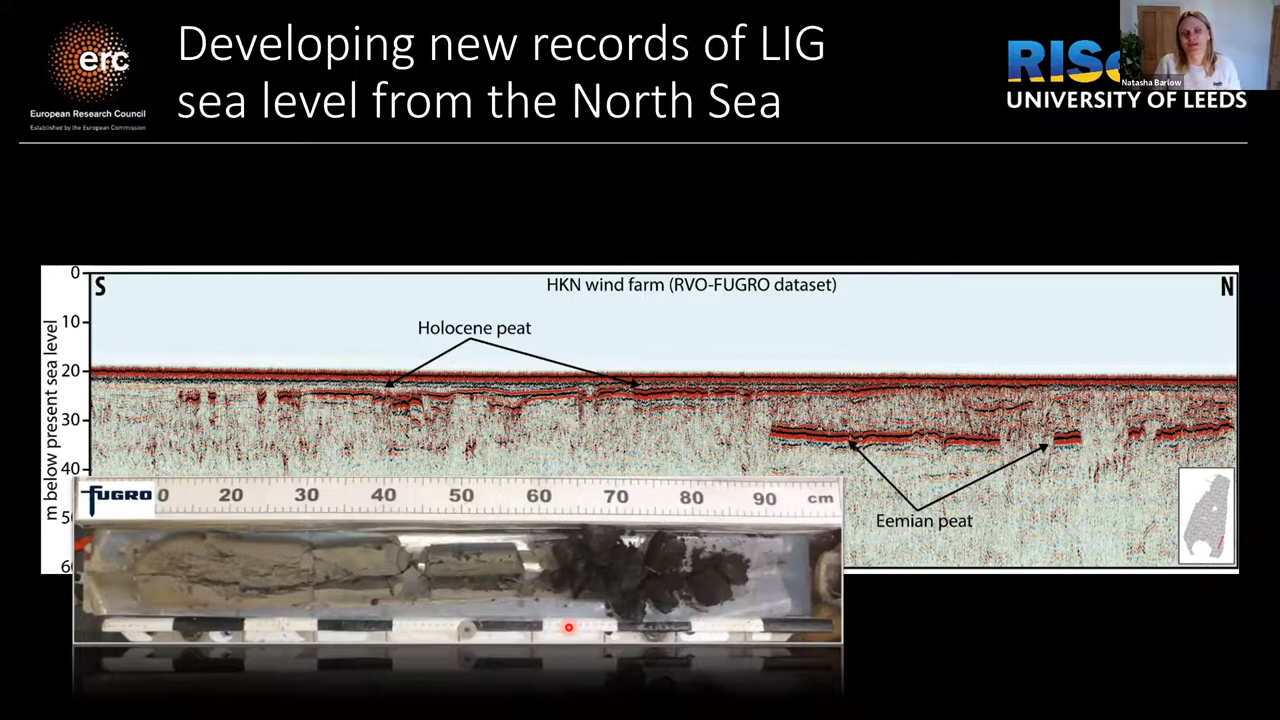 erc
European Research Council
Established by the European Commission
Developing new records of LIG
sea level from the North Sea
RISe
Natasha Barlow
UNIVERSITY OF LEEDS
S
HKN wind farm (RVO-FUGRO dataset)
N
m below present sea level
0
10
20
30
40
Holocene peat
Eemian peat
FUGRO
0 20 30 40 50 60 70 80 90 cm